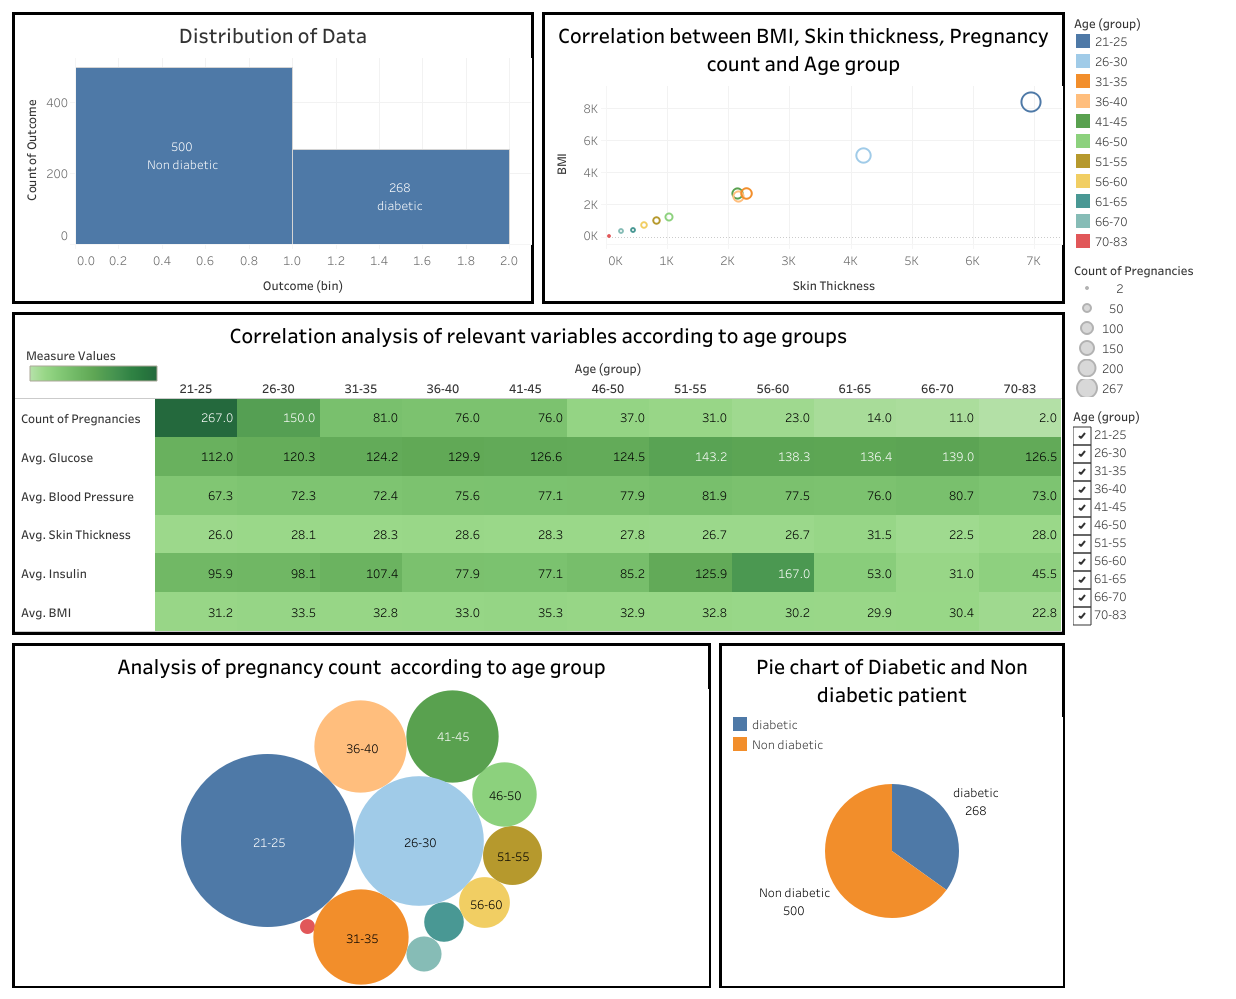 Distribution of Data
Count of Outcome
400
200
0
500
Non diabetic
268
diabetic
0.0 0.2 0.4 0.6 0.8 1.0 1.2 1.4 1.6 1.8 2.0
Outcome (bin)
Correlation between BMI, Skin thickness, Pregnancy
count and Age group
BMI
8K
6K
4K
2K
0K
0K 1K 2K 3K 4K 5K 6K 7K
Skin Thickness
Age (group)
21-25
26-30
31-35
36-40
41-45
46-50
51-55
56-60
61-65
66-70
70-83
Count of Pregnancies
2
50
100
150
200
267
Age (group)
21-25
26-30
31-35
36-40
41-45
46-50
51-55
56-60
61-65
66-70
70-83
Correlation analysis of relevant variables according to age groups
Measure Values
Age (group)
21-25 26-30 31-35 36-40 41-45 46-50 51-55 56-60 61-65 66-70 70-83
Count of Pregnancies 267.0 150.0 81.0 76.0 76.0 37.0 31.0 23.0 14.0 11.0 2.0
Avg. Glucose 112.0 120.3 124.2 129.9 126.6 124.5 143.2 138.3 136.4 139.0 126.5
Avg. Blood Pressure 67.3 72.3 72.4 75.6 77.1 77.9 81.9 77.5 76.0 80.7 73.0
Avg. Skin Thickness 26.0 28.1 28.3 28.6 28.3 27.8 26.7 26.7 31.5 22.5 28.0
Avg. Insulin 95.9 98.1 107.4 77.9 77.1 85.2 125.9 167.0 53.0 31.0 45.5
Avg. BMI 31.2 33.5 32.8 33.0 35.3 32.9 32.8 30.2 29.9 30.4 22.8
Analysis of pregnancy count according to age group
41-45
36-40
46-50
21-25
26-30
51-55
56-60
31-35
Pie chart of Diabetic and Non
diabetic patient
diabetic
Non diabetic
diabetic
268
Non diabetic
500